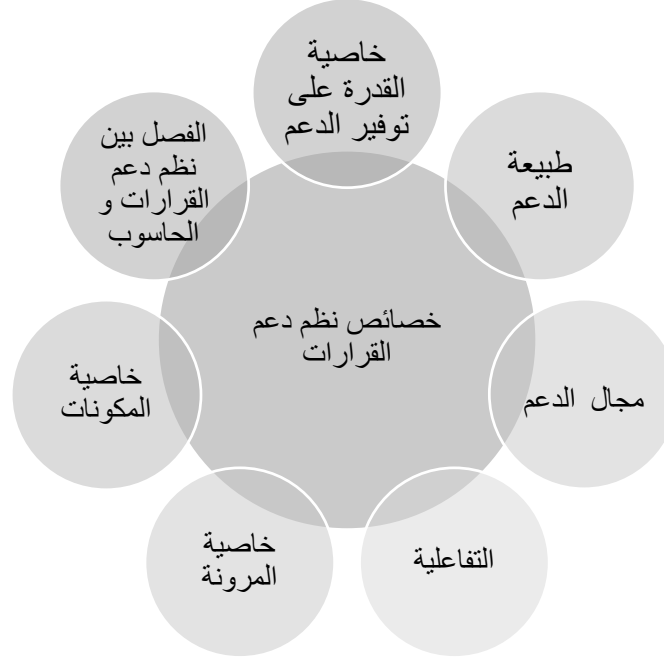 خاصية
القدرة على
توفير الدعم
طبيعة
الدعم
مجال الدعم
التفاعلية
خاصية
المرونة
خاصية
المكونات
الفصل بين
نظم دعم
القرارات و
الحاسوب
خصائص نظم دعم
القرارات